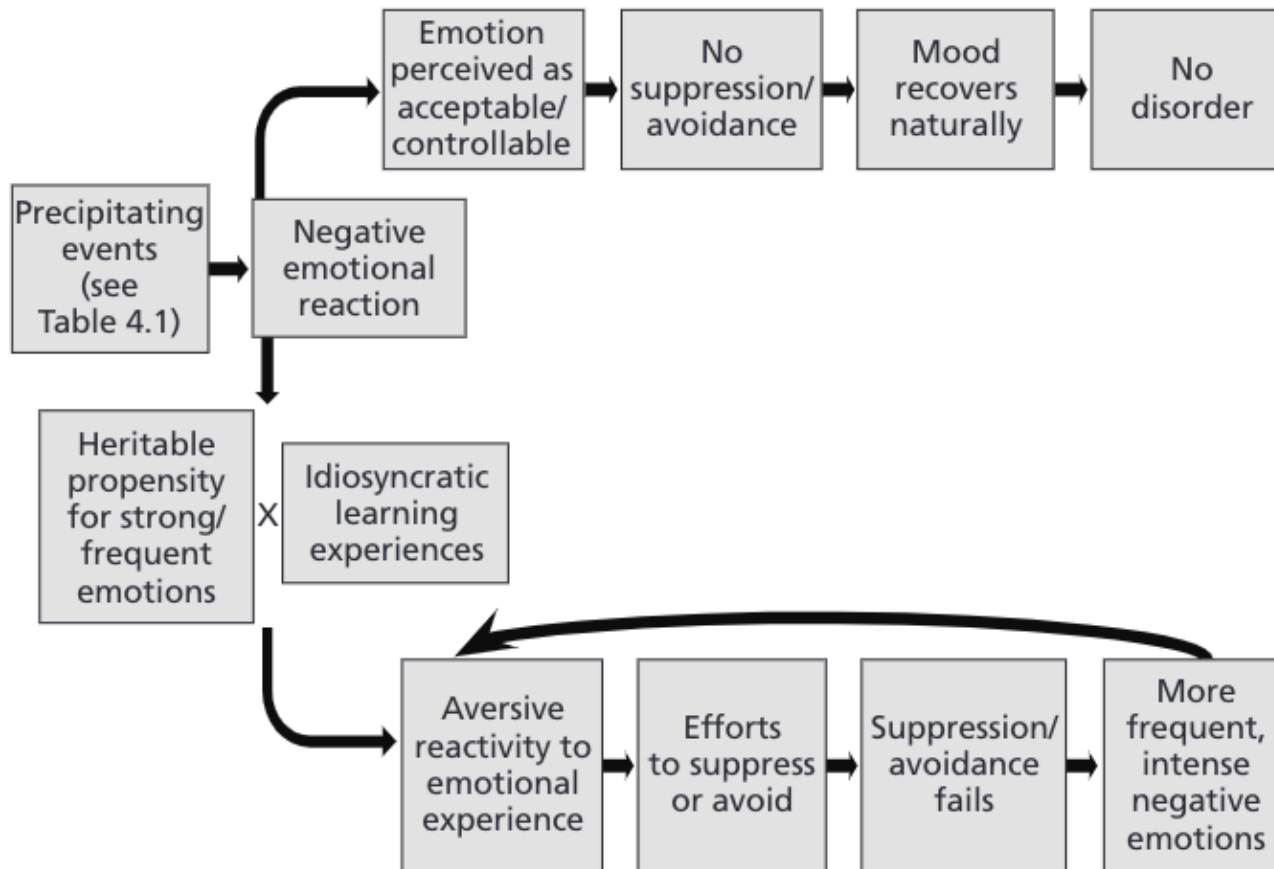 Emotion
perceived as
acceptable/
controllable
No
suppression/
avoidance
Mood
recovers
naturally
No
disorder
Precipitating
events
(see
Table 4.1)
Negative
emotional
reaction
Heritable
propensity
for strong/
frequent
emotions
X
Idiosyncratic
learning
experiences
Aversive
reactivity to
emotional
experience
Efforts
to suppress
or avoid
Suppression/
avoidance
fails
More
frequent,
intense
negative
emotions